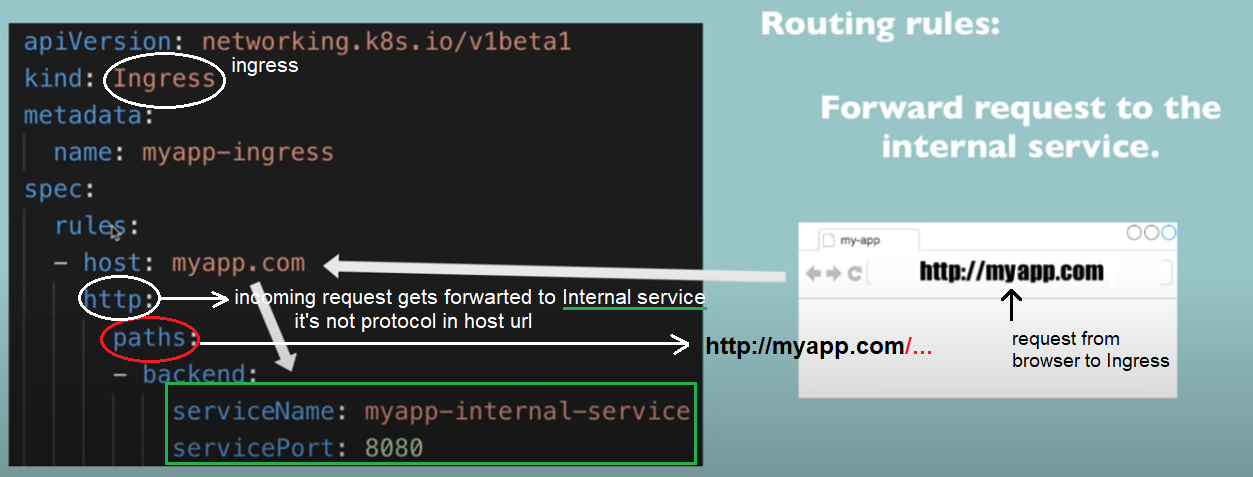 Routing rules:
Forward request to the
internal service.
apiVersion: networking.k8s.io/v1beta1
kind: Ingress
ingress
metadata:
name: myapp-ingress
spec:
rules:
- host: myapp.com
http:
incoming request gets forwarded to Internal service
it's not protocol in host url
paths:
http://myapp.com/...
- backend:
serviceName: myapp-internal-service
servicePort: 8080
my-app
http://myapp.com
request from
browser to Ingress